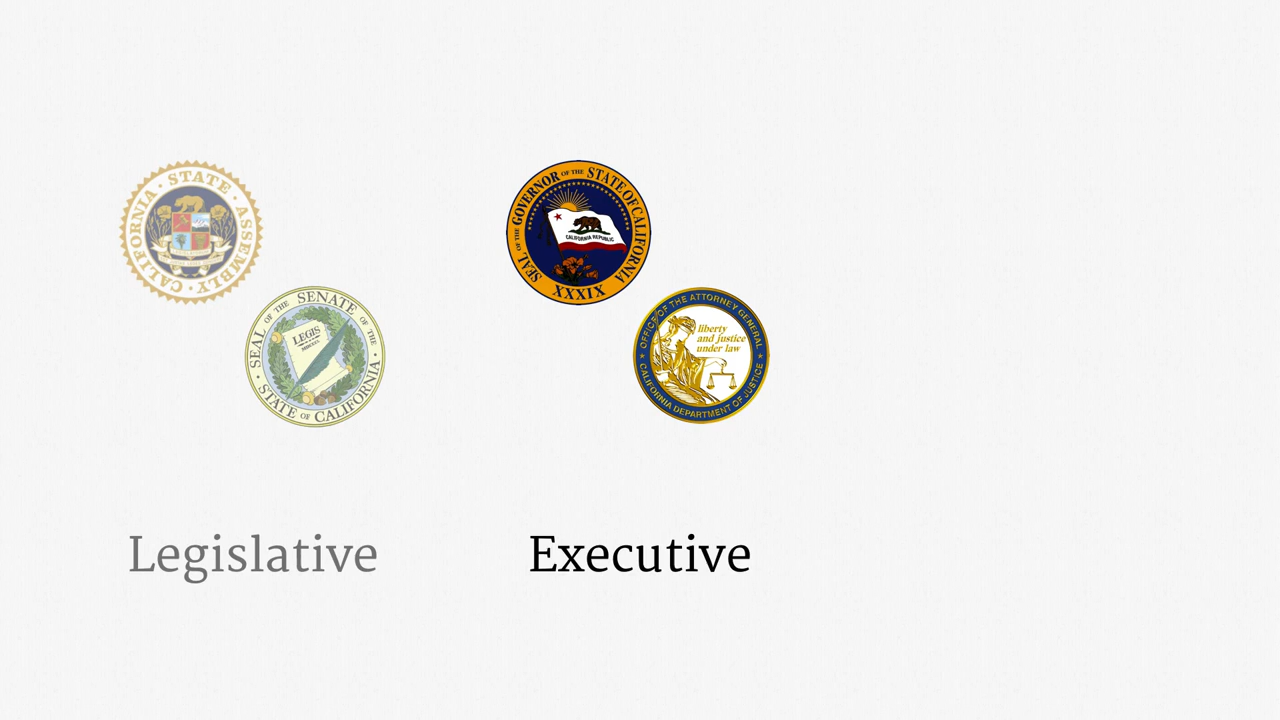 CALIFORNIA · STATE · ASSEMBLY ·
SEAL OF THE SENATE OF THE
STATE OF CALIFORNIA
LEGIS
Legislative
SEAL OF THE GOVERNOR OF THE STATE OF CALIFORNIA
CALIFORNIA REPUBLIC
XXXIX
OFFICE OF THE ATTORNEY GENERAL
liberty
and justice
under law
CALIFORNIA DEPARTMENT OF JUSTICE
Executive